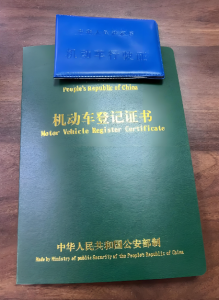 People's Republic of China
机动车登记证书
Motor Vehicle Register Certificate
中华人民共和国公安部制
Made by Ministry of public Security of the People's Republic of China